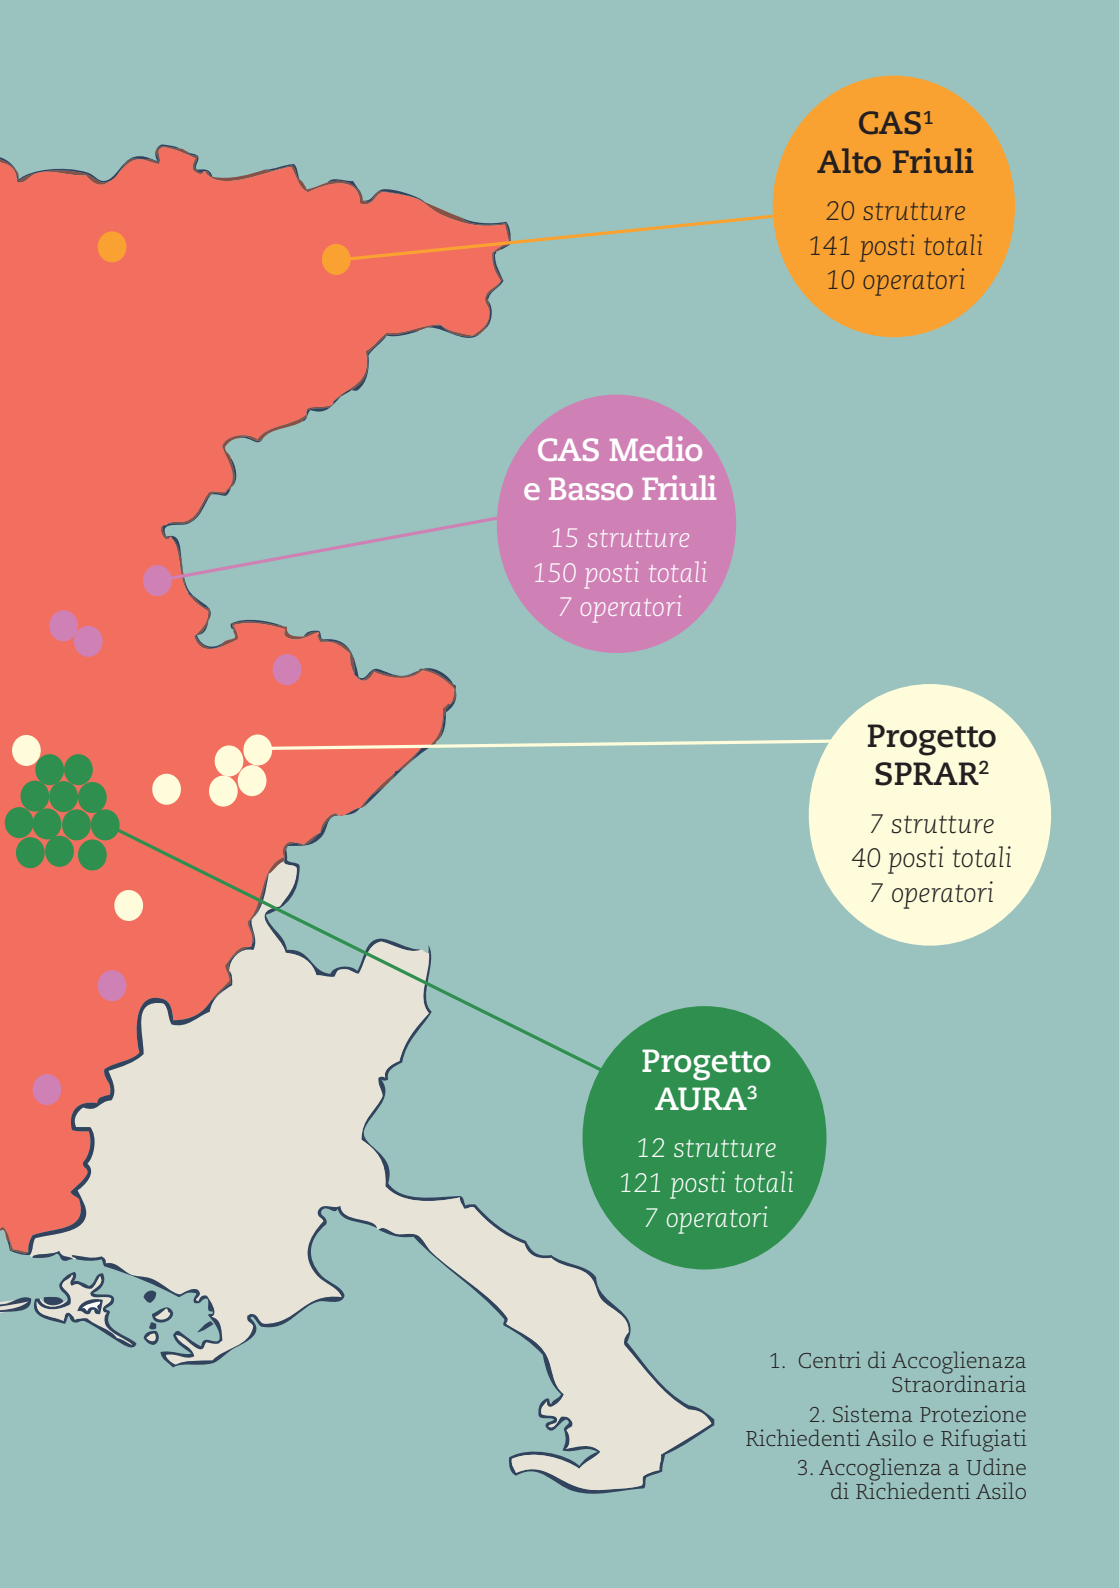 CAS¹
Alto Friuli
20 strutture
141 posti totali
10 operatori
CAS Medio
e Basso Friuli
15 strutture
150 posti totali
7 operatori
Progetto
SPRAR²
7 strutture
40 posti totali
7 operatori
Progetto
AURA³
12 strutture
121 posti totali
7 operatori
1. Centri di Accoglienaza
Straordinaria
2. Sistema Protezione
Richiedenti Asilo e Rifugiati
3. Accoglienza a Udine
di Richiedenti Asilo